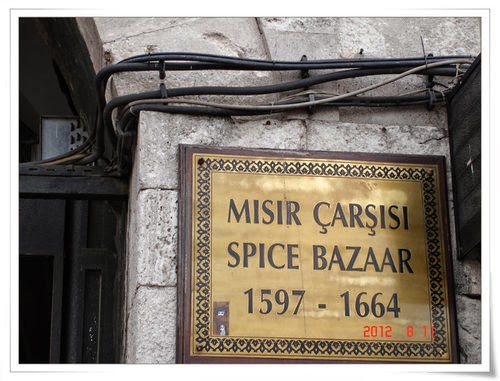 MISIR ÇARŞISI
SPICE BAZAAR
1597 - 1664
2012 8 11